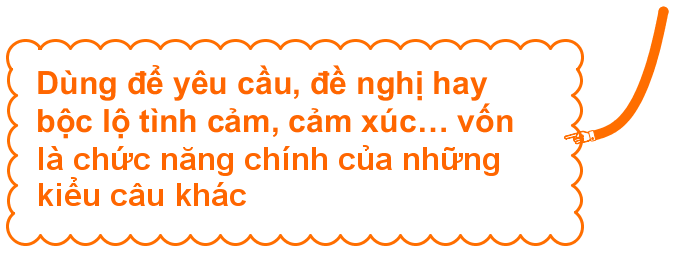 Dùng để yêu cầu, đề nghị hay
bộc lộ tình cảm, cảm xúc... vốn
là chức năng chính của những
kiểu câu khác